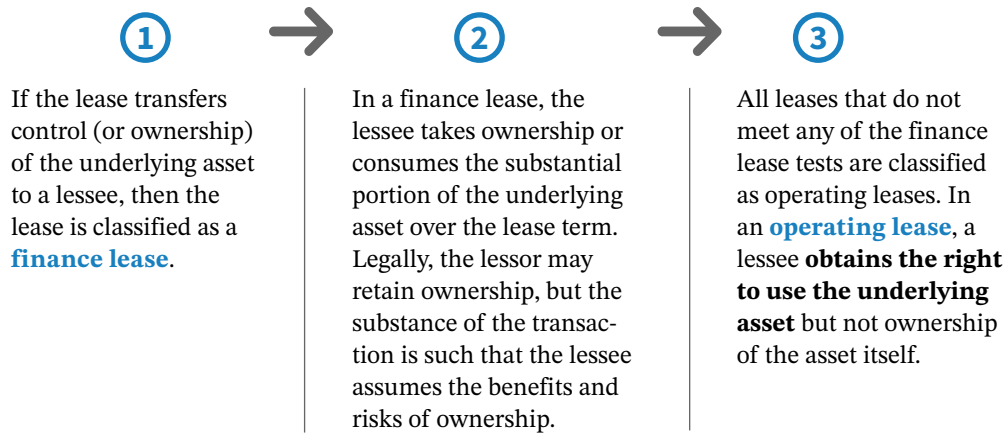 1
If the lease transfers
control (or ownership)
of the underlying asset
to a lessee, then the
lease is classified as a
finance lease.
2
In a finance lease, the
lessee takes ownership or
consumes the substantial
portion of the underlying
asset over the lease term.
Legally, the lessor may
retain ownership, but the
substance of the transac-
tion is such that the lessee
assumes the benefits and
risks of ownership.
3
All leases that do not
meet any of the finance
lease tests are classified
as operating leases. In
an operating lease, a
lessee obtains the right
to use the underlying
asset but not ownership
of the asset itself.